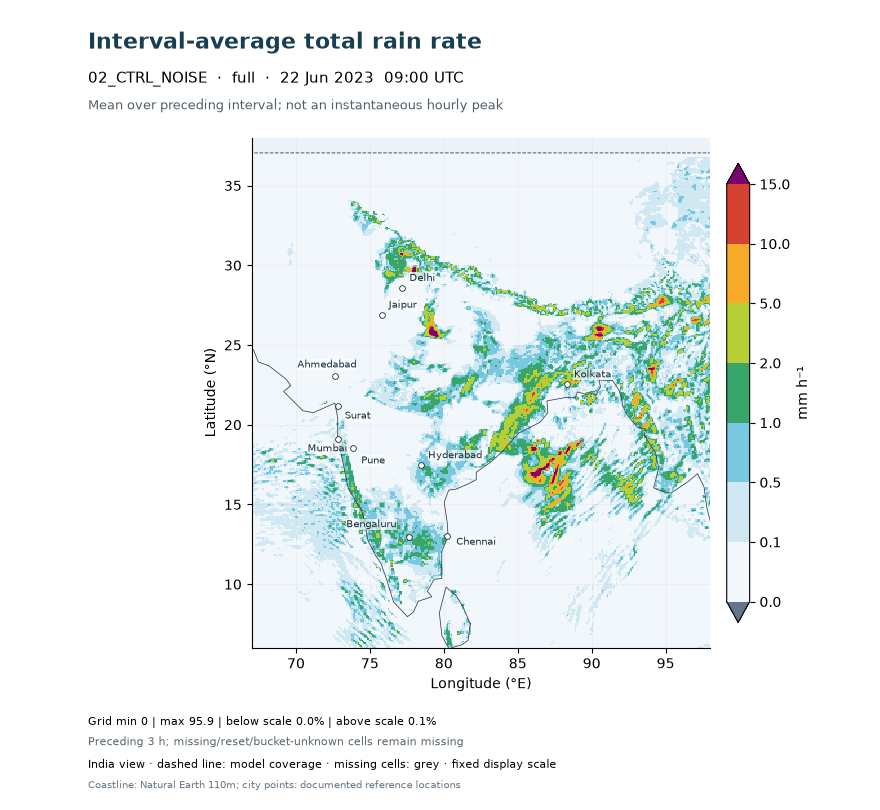 Interval-average total rain rate
02_CTRL_NOISE · full · 22 Jun 2023 09:00 UTC
Mean over preceding interval; not an instantaneous hourly peak
35
30
25
20
15
10
Latitude (°N)
70 75 80 85 90 95
Longitude (°E)
Delhi
Jaipur
Ahmedabad
Kolkata
Surat
Mumbai
Pune
Hyderabad
Bengaluru
Chennai
15.0
10.0
5.0
2.0
1.0
0.5
0.1
0.0
mm h⁻¹
Grid min 0 | max 95.9 | below scale 0.0% | above scale 0.1%
Preceding 3 h; missing/reset/bucket-unknown cells remain missing
India view · dashed line: model coverage · missing cells: grey · fixed display scale
Coastline: Natural Earth 110m; city points: documented reference locations